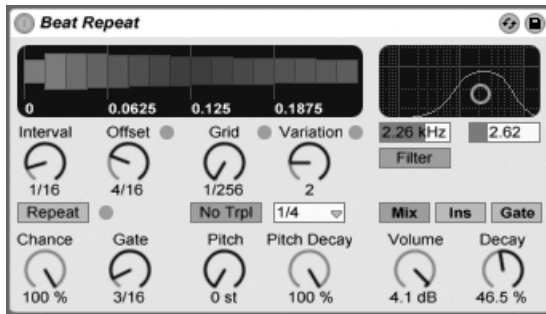 Beat Repeat
0 0.0625 0.125 0.1875
Interval Offset Grid Variation 2.26 kHz 2.62
Filter
1/16 4/16 1/256 2
Repeat No Trpl 1/4 Mix Ins Gate
Chance Gate Pitch Pitch Decay Volume Decay
100 % 3/16 0 st 100 % 4.1 dB 46.5 %